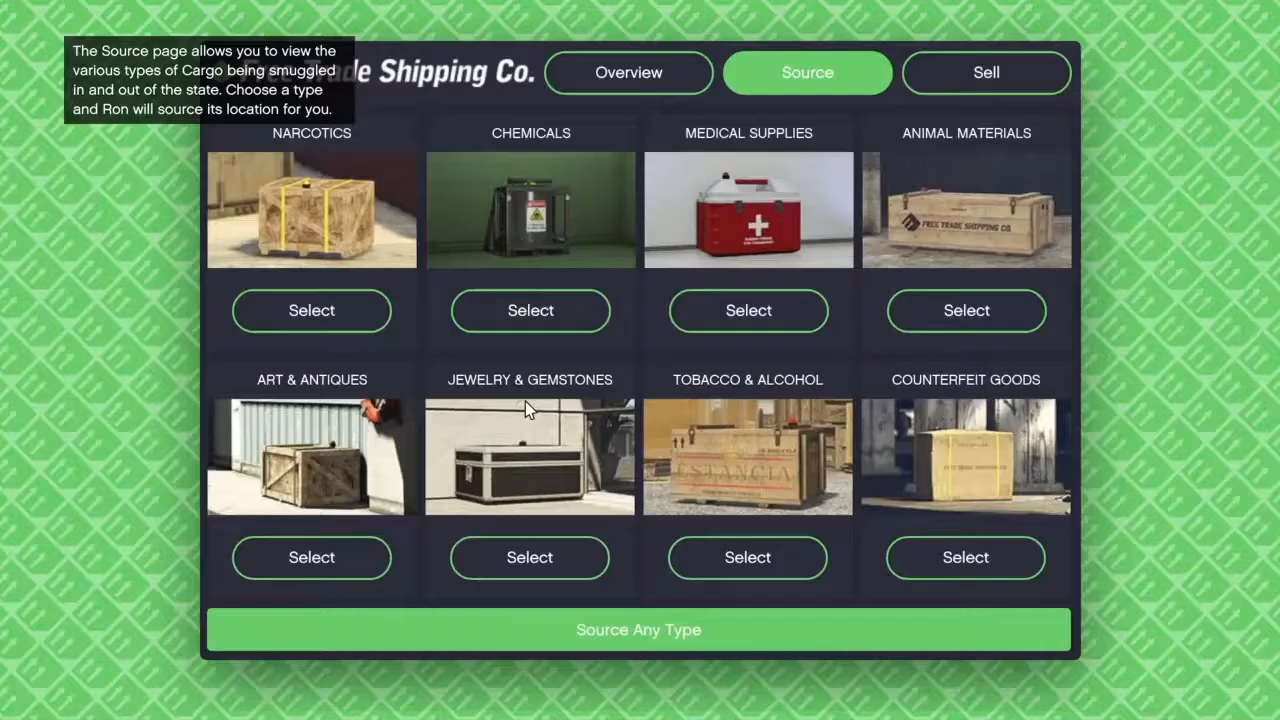 The Source page allows you to view the
various types of Cargo being smuggled
in and out of the state. Choose a type
and Ron will source its location for you.
Free Trade Shipping Co.
Overview
Source
Sell
NARCOTICS
CHEMICALS
MEDICAL SUPPLIES
ANIMAL MATERIALS
FREE TRADE SHIPPING CO.
Select
Select
Select
Select
ART & ANTIQUES
JEWELRY & GEMSTONES
TOBACCO & ALCOHOL
COUNTERFEIT GOODS
ESTANCIA
Select
Select
Select
Select
Source Any Type